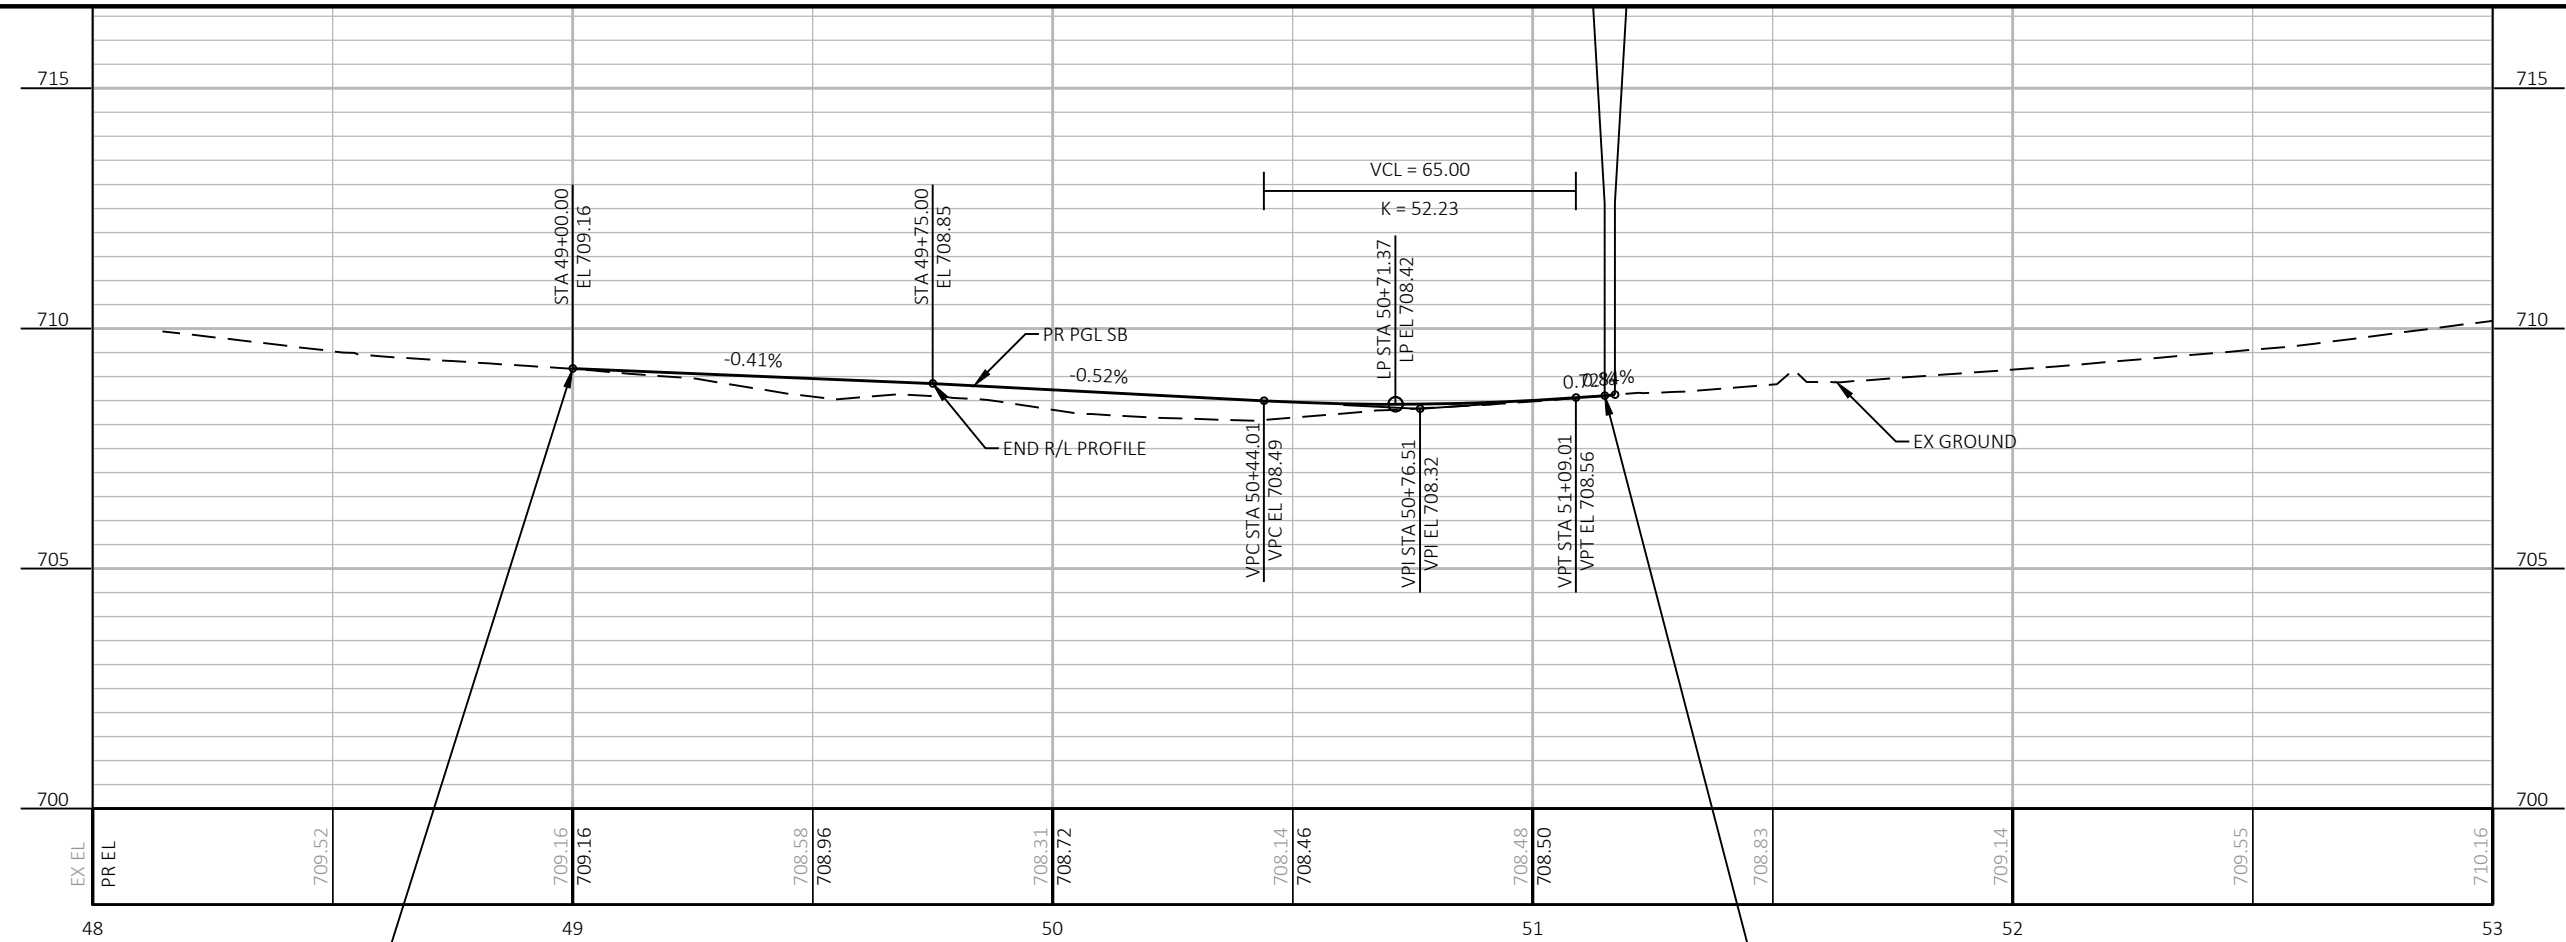 715
715
VCL = 65.00
K = 52.23
STA 49+00.00
EL 709.16
STA 49+75.00
EL 708.85
LP STA 50+71.37
LP EL 708.42
710
710
PR PGL SB
-0.41%
-0.52%
0.72%
0.84%
END R/L PROFILE
EX GROUND
VPC STA 50+44.01
VPC EL 708.49
VPI STA 50+76.51
VPI EL 708.32
VPT STA 51+09.01
VPT EL 708.56
705
705
700
700
EX EL
PR EL
709.52
709.16
709.16
708.58
708.96
708.31
708.72
708.14
708.46
708.48
708.50
708.83
709.14
709.55
710.16
48
49
50
51
52
53